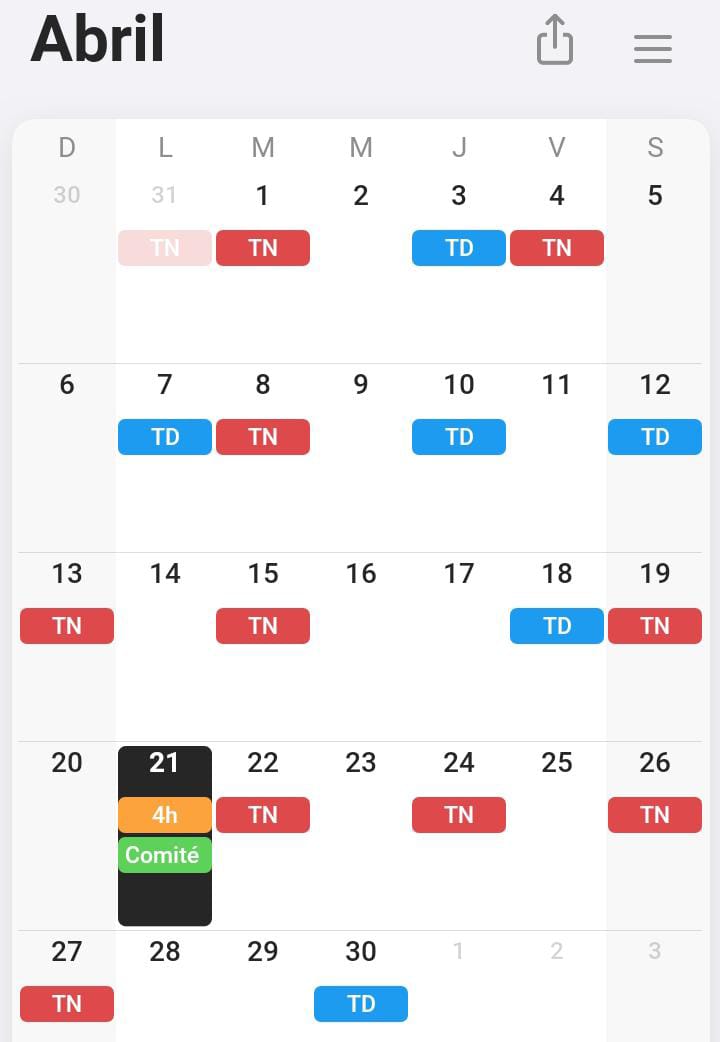 Abril
D L M M J V S
30 31 1 2 3 4 5
TN TN TD TN
6 7 8 9 10 11 12
TD TN TD TD
13 14 15 16 17 18 19
TN TN TD TN
20 21 22 23 24 25 26
4h TN TN TN
Comité
27 28 29 30 1 2 3
TN TD